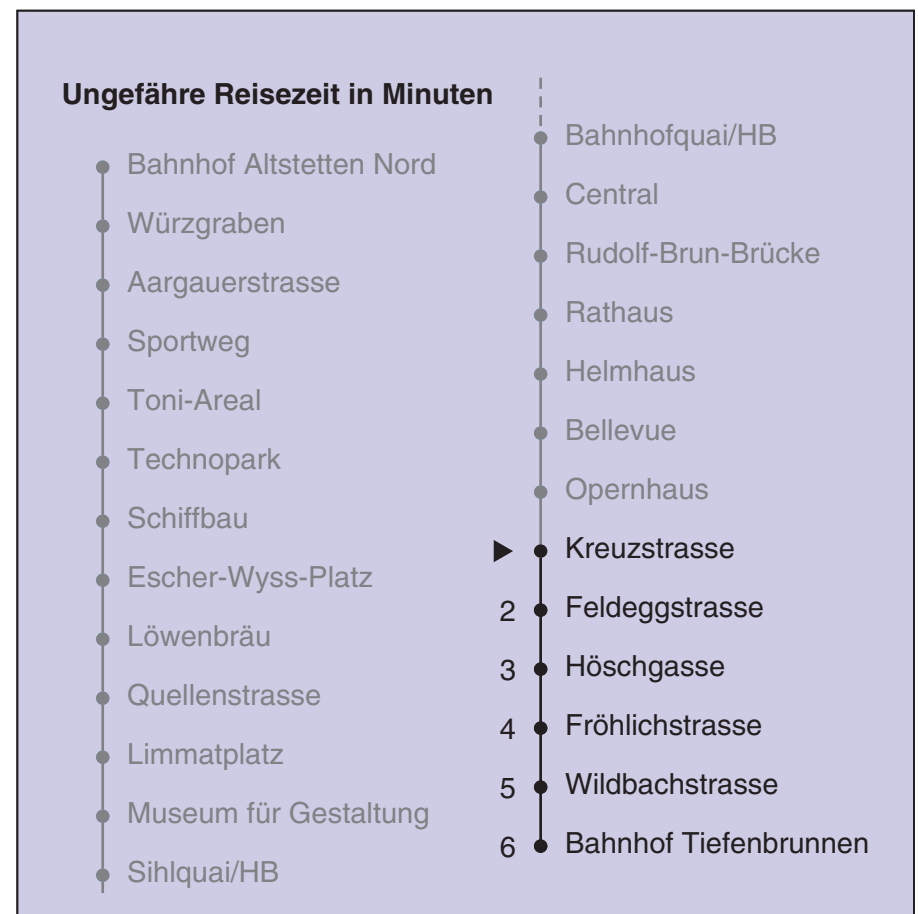 Ungefähre Reisezeit in Minuten
Bahnhof Altstetten Nord
Würzgraben
Aargauerstrasse
Sportweg
Toni-Areal
Technopark
Schiffbau
Escher-Wyss-Platz
Löwenbräu
Quellenstrasse
Limmatplatz
Museum für Gestaltung
Sihlquai/HB
Bahnhofquai/HB
Central
Rudolf-Brun-Brücke
Rathaus
Helmhaus
Bellevue
Opernhaus
Kreuzstrasse
2 Feldeggstrasse
3 Höschgasse
4 Fröhlichstrasse
5 Wildbachstrasse
6 Bahnhof Tiefenbrunnen